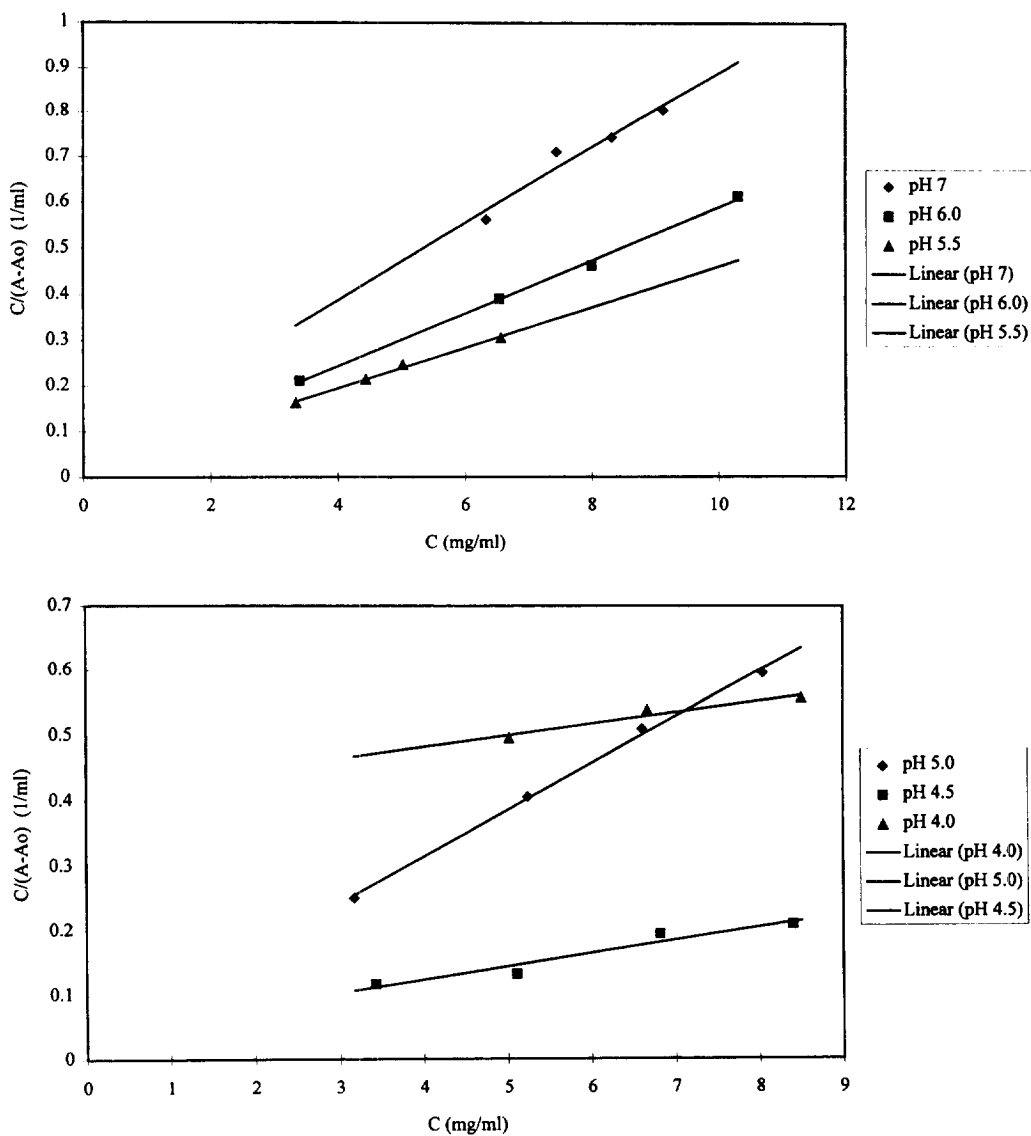 1
0.9
0.8
0.7
0.6
0.5
0.4
0.3
0.2
0.1
0
C/(A-Ao) (1/ml)
0 2 4 6 8 10 12
C (mg/ml)
pH 7
pH 6.0
pH 5.5
Linear (pH 7)
Linear (pH 6.0)
Linear (pH 5.5)
0.7
0.6
0.5
0.4
0.3
0.2
0.1
0
C/(A-Ao) (1/ml)
0 1 2 3 4 5 6 7 8 9
C (mg/ml)
pH 5.0
pH 4.5
pH 4.0
Linear (pH 4.0)
Linear (pH 5.0)
Linear (pH 4.5)